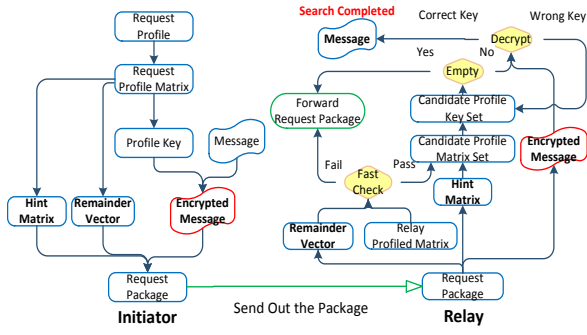 Request
Profile
Request
Profile Matrix
Profile Key
Message
Hint
Matrix
Remainder
Vector
Encrypted
Message
Request
Package
Initiator
Send Out the Package
Search Completed
Message
Correct Key
Wrong Key
Decrypt
Yes
No
Empty
Forward
Request Package
Candidate Profile
Key Set
Candidate Profile
Matrix Set
Encrypted
Message
Fail
Pass
Fast
Check
Hint
Matrix
Remainder
Vector
Relay
Profiled Matrix
Request
Package
Relay